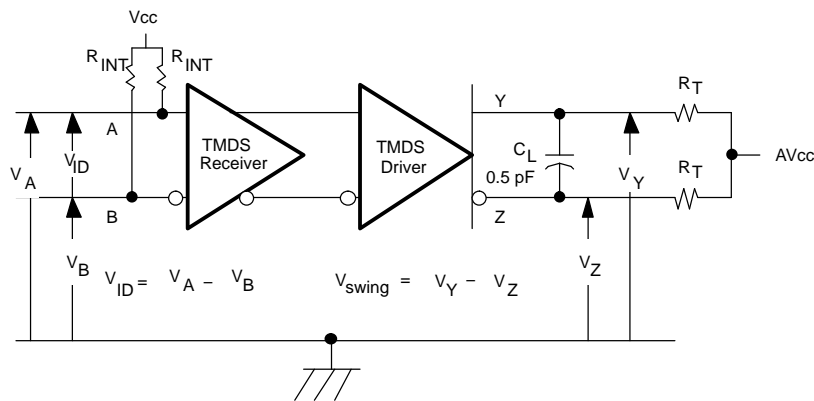 Vcc
RINT
RINT
A
B
VA
VID
VB
TMDS
Receiver
TMDS
Driver
Y
Z
CL
0.5 pF
VY
VZ
RT
RT
AVcc
VID = VA – VB
Vswing = VY – VZ